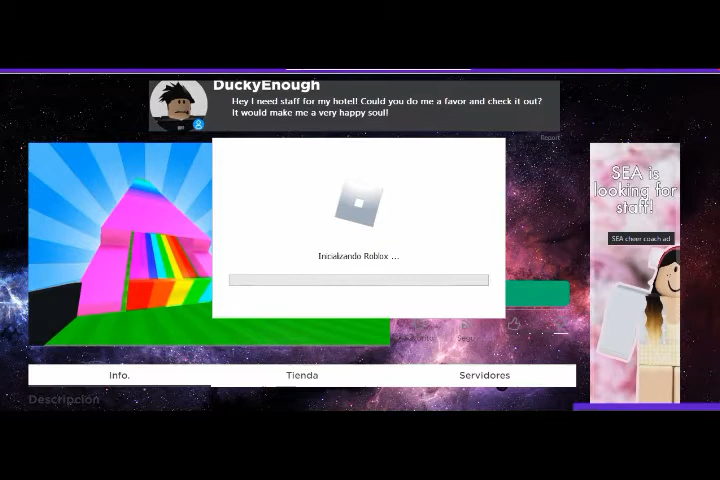 DuckyEnough
Hey I need staff for my hotel! Could you do me a favor and check it out?
It would make me a very happy soul!
Report
SEA is
looking for
staff!
SEA cheer coach ad
Inicializando Roblox ...
Info.
Tienda
Servidores
Descripción